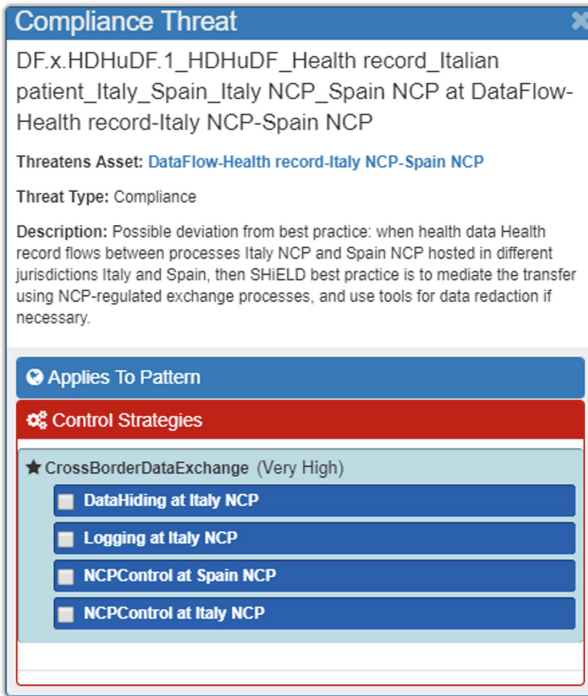 Compliance Threat
DF.x.HDHuDF.1_HDHuDF_Health record_Italian
patient_Italy_Spain_Italy NCP_Spain NCP at DataFlow-
Health record-Italy NCP-Spain NCP
Threatens Asset: DataFlow-Health record-Italy NCP-Spain NCP
Threat Type: Compliance
Description: Possible deviation from best practice: when health data Health
record flows between processes Italy NCP and Spain NCP hosted in different
jurisdictions Italy and Spain, then SHiELD best practice is to mediate the transfer
using NCP-regulated exchange processes, and use tools for data redaction if
necessary.
Applies To Pattern
Control Strategies
CrossBorderDataExchange (Very High)
DataHiding at Italy NCP
Logging at Italy NCP
NCPControl at Spain NCP
NCPControl at Italy NCP